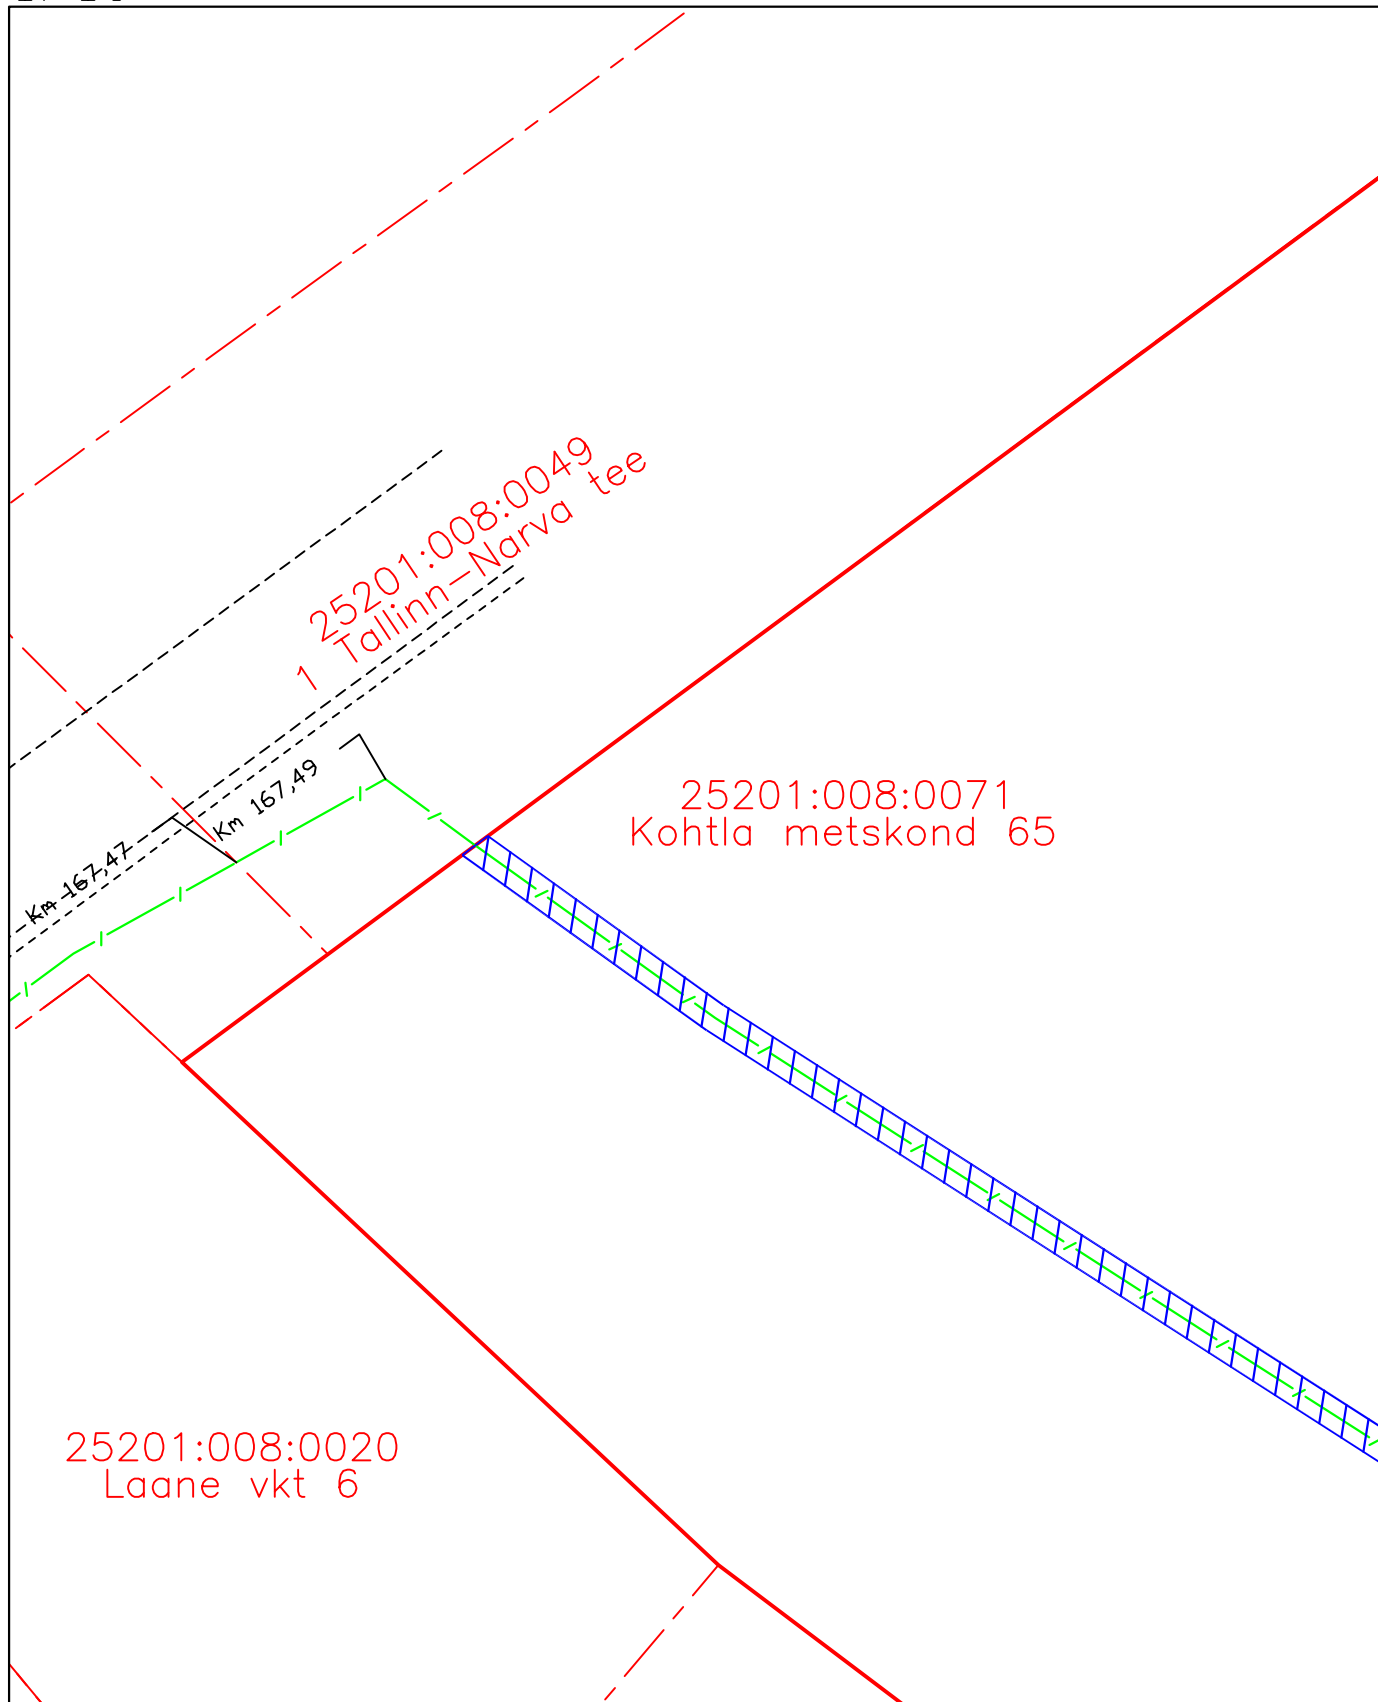 25201:008:0049
1 Tallinn-Narva tee
Km 167,49
Km 167,47
25201:008:0071
Kohtla metskond 65
25201:008:0020
Laane vkt 6